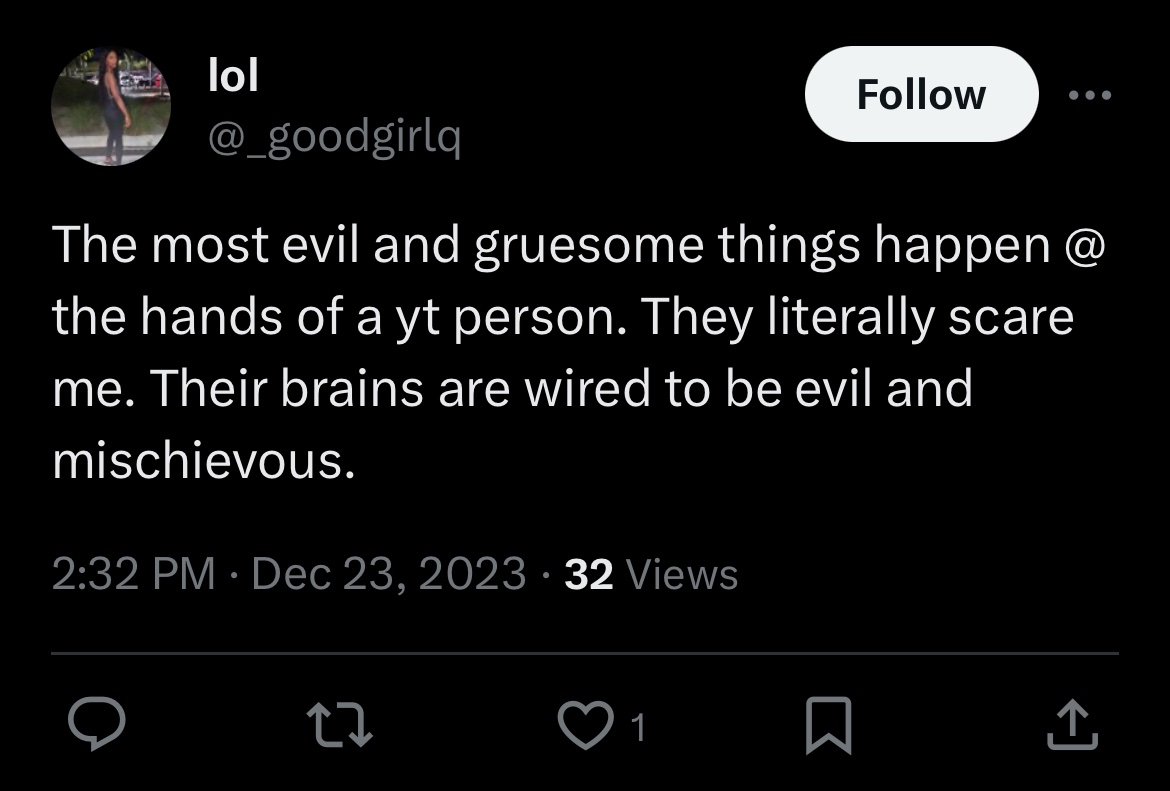 lol
@_goodgirlq
Follow
The most evil and gruesome things happen @
the hands of a yt person. They literally scare
me. Their brains are wired to be evil and
mischievous.
2:32 PM · Dec 23, 2023 · 32 Views
1